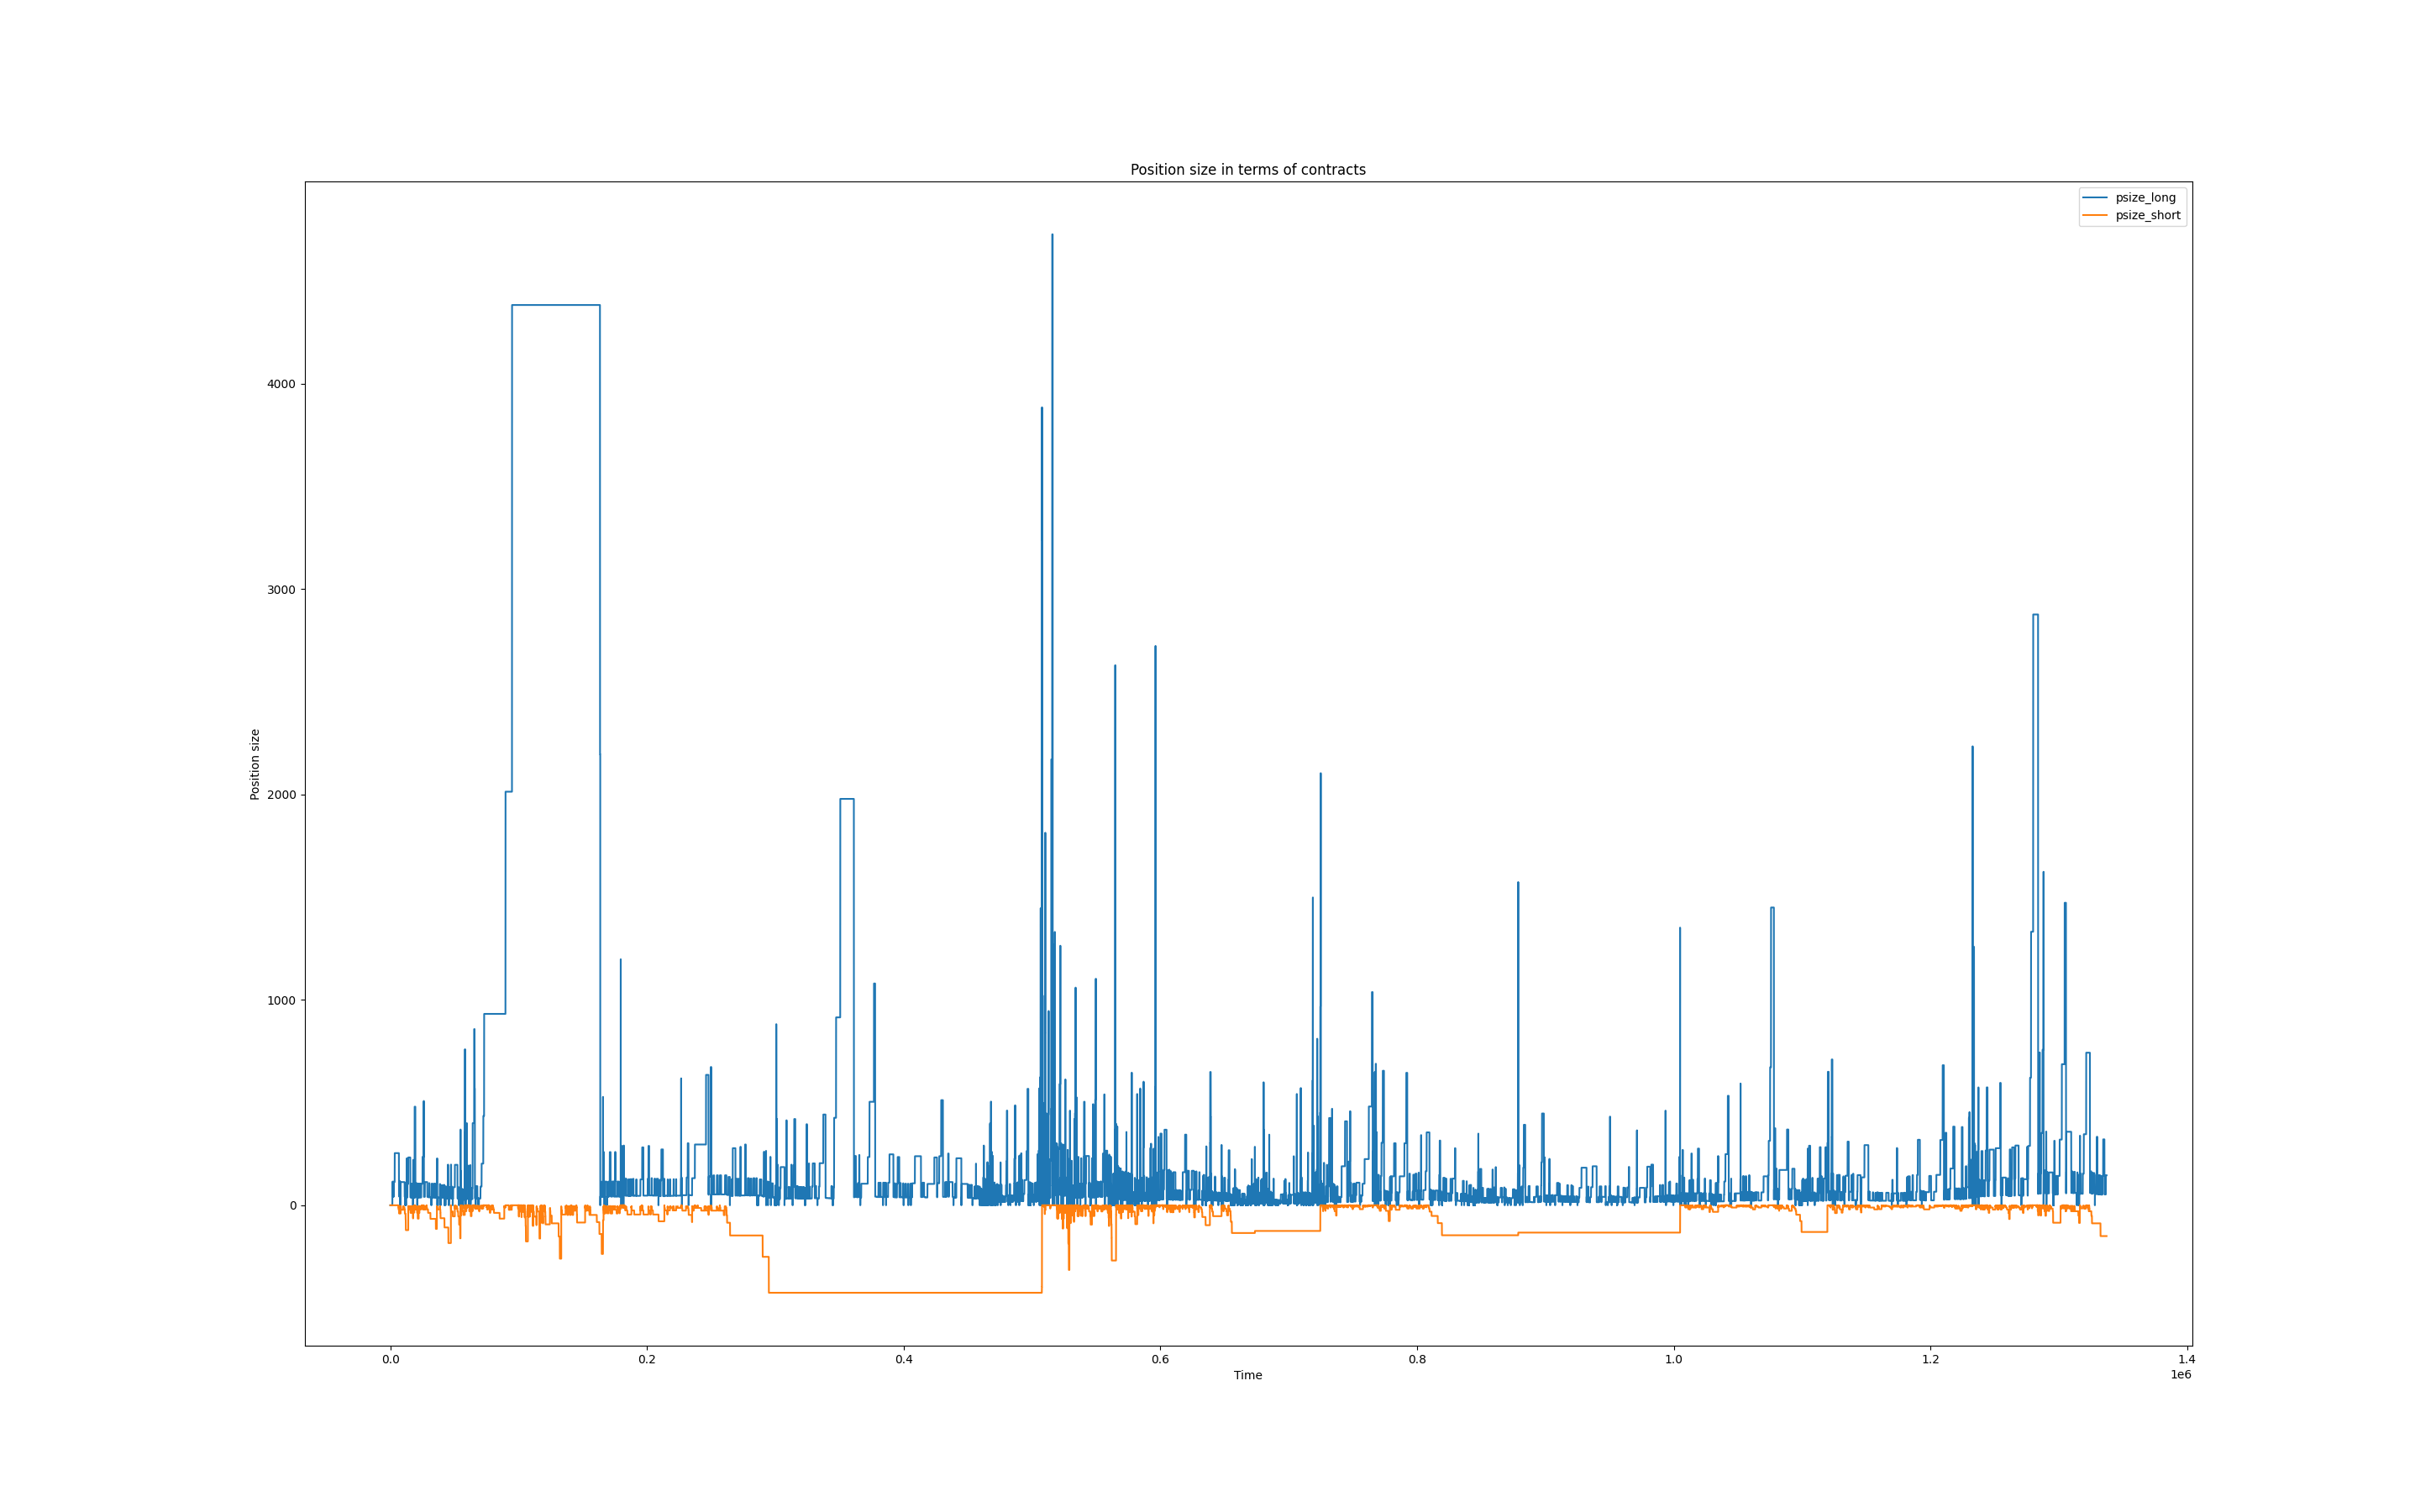 Position size in terms of contracts
psize_long
psize_short
Position size
4000
3000
2000
1000
0
0.0 0.2 0.4 0.6 0.8 1.0 1.2 1.4
Time
1e6